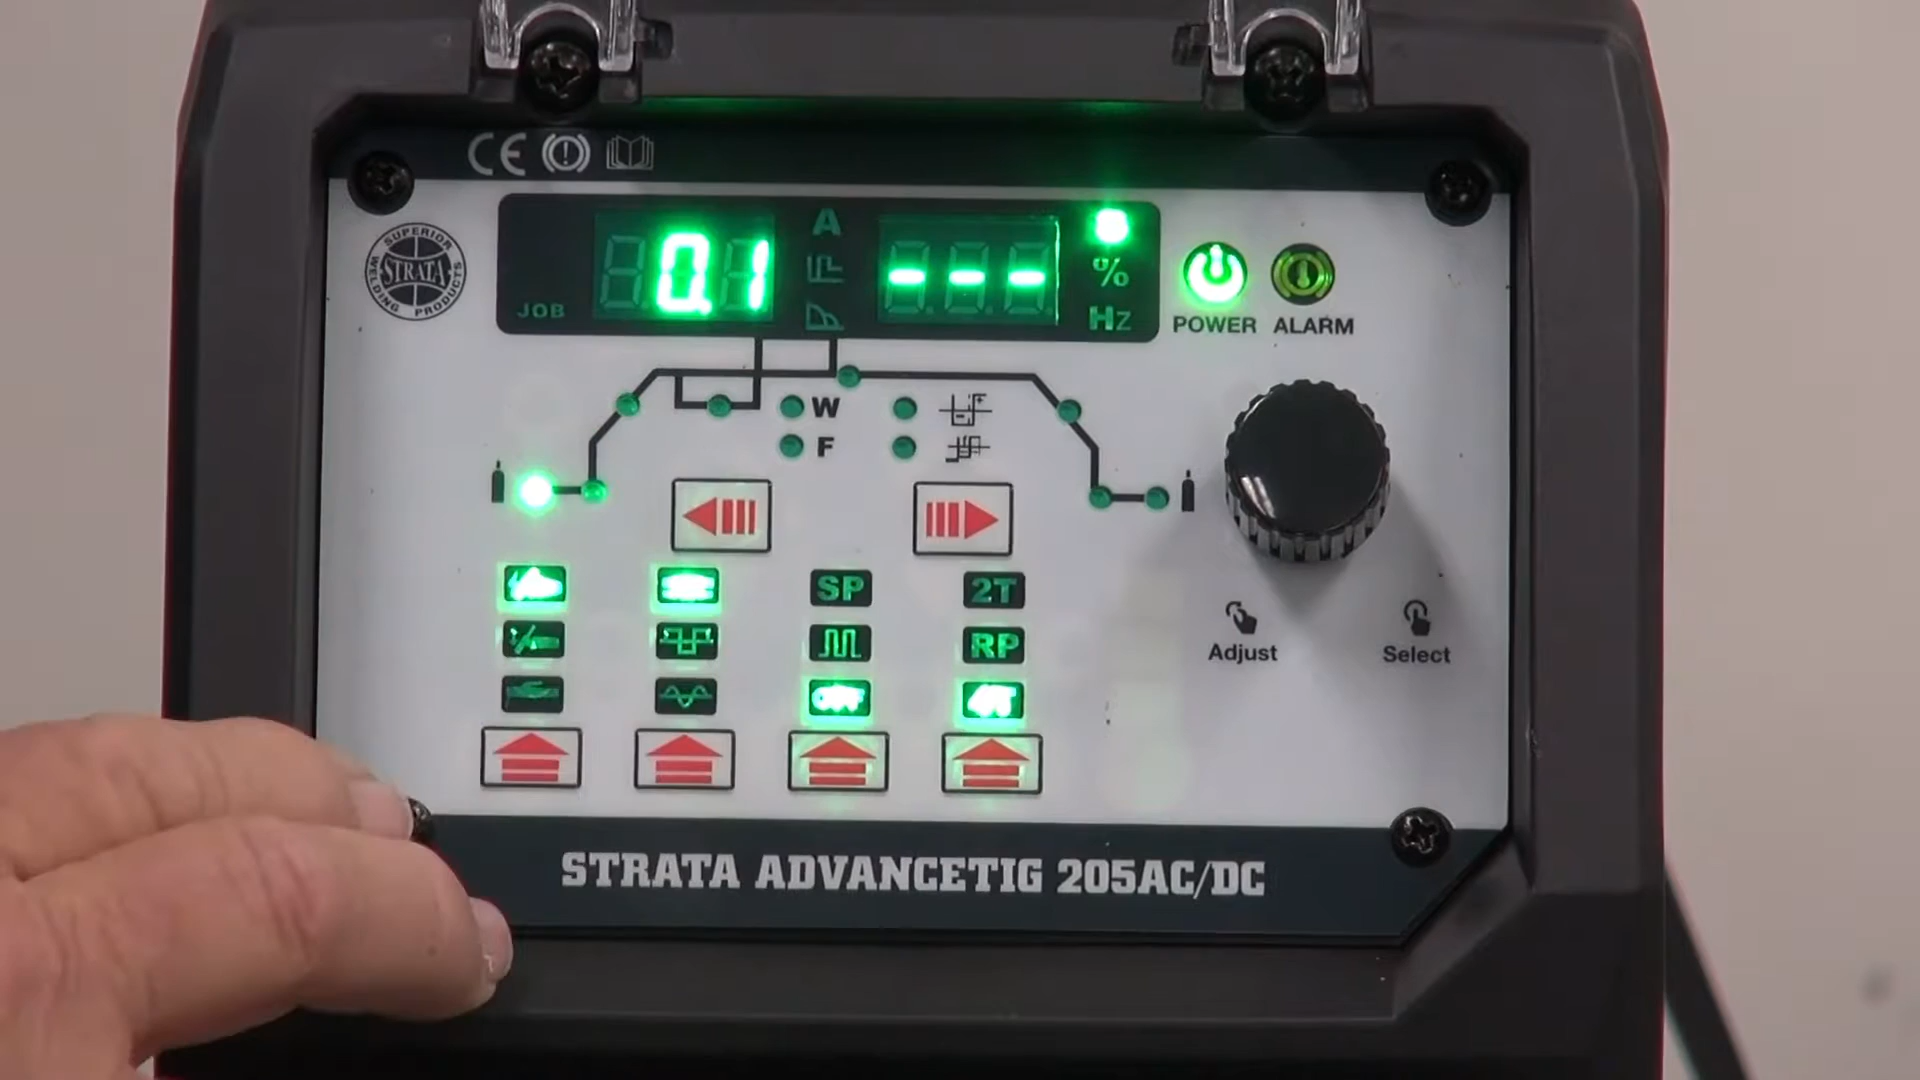 CE
SUPERIOR
STRATA
WELDING PRODUCTS
JOB
0.1
A
---
%
Hz
POWER
ALARM
W
F
SP
2T
RP
OFF
4T
Adjust
Select
STRATA ADVANCETIG 205AC/DC